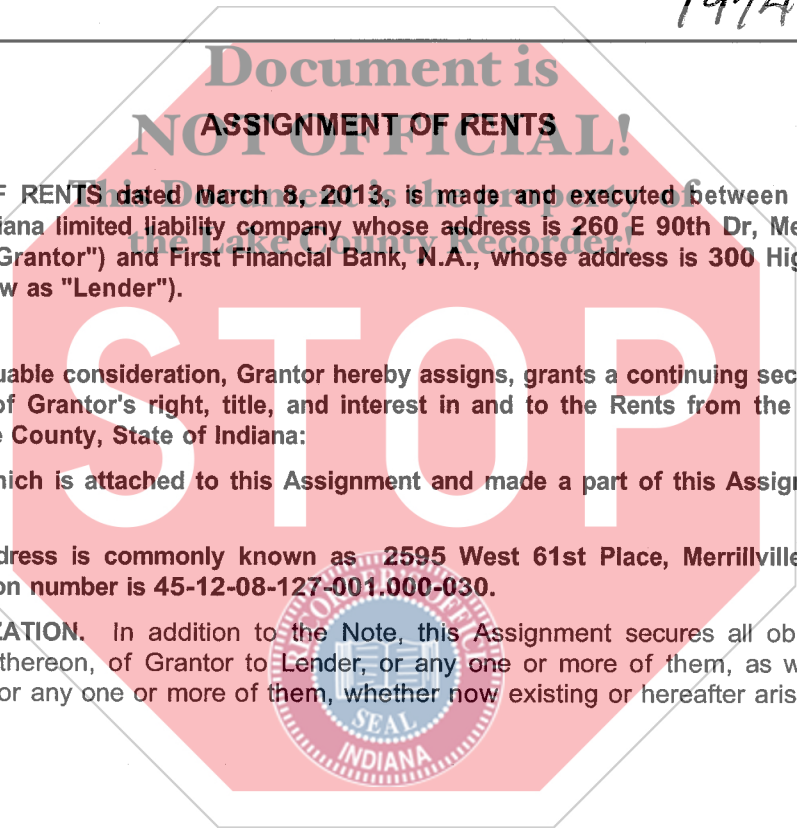 1974
Document is
NOT OFFICIAL!
ASSIGNMENT OF RENTS
This Document is the property of
the Lake County Recorder!
F RENTS dated March 8, 2013, is made and executed between
iana limited liability company whose address is 260 E 90th Dr, Me
Grantor") and First Financial Bank, N.A., whose address is 300 Hig
w as "Lender").
STOP
uable consideration, Grantor hereby assigns, grants a continuing sec
of Grantor's right, title, and interest in and to the Rents from the
e County, State of Indiana:
hich is attached to this Assignment and made a part of this Assign
dress is commonly known as 2595 West 61st Place, Merrillville
on number is 45-12-08-127-001.000-030.
ZATION. In addition to the Note, this Assignment secures all ob
thereon, of Grantor to Lender, or any one or more of them, as w
or any one or more of them, whether now existing or hereafter aris
RECORDER'S OFFICE
SEAL
INDIANA